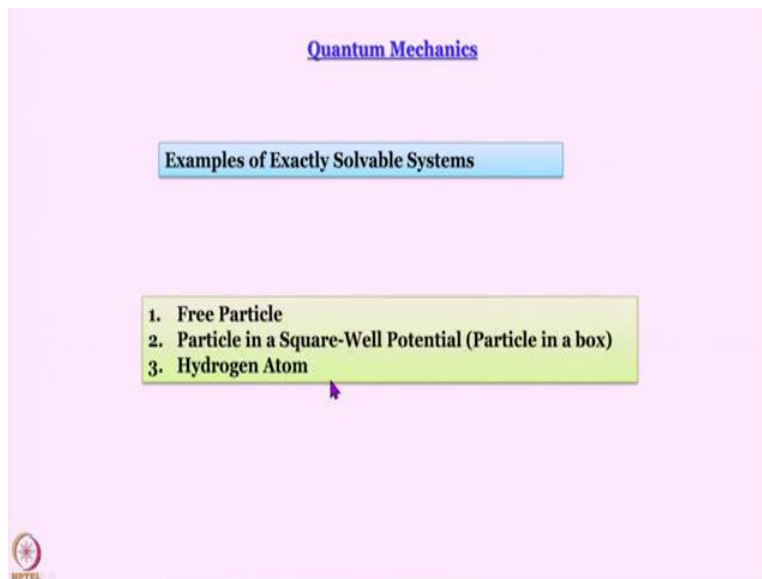 Quantum Mechanics
Examples of Exactly Solvable Systems
1. Free Particle
2. Particle in a Square-Well Potential (Particle in a box)
3. Hydrogen Atom
NPTEL